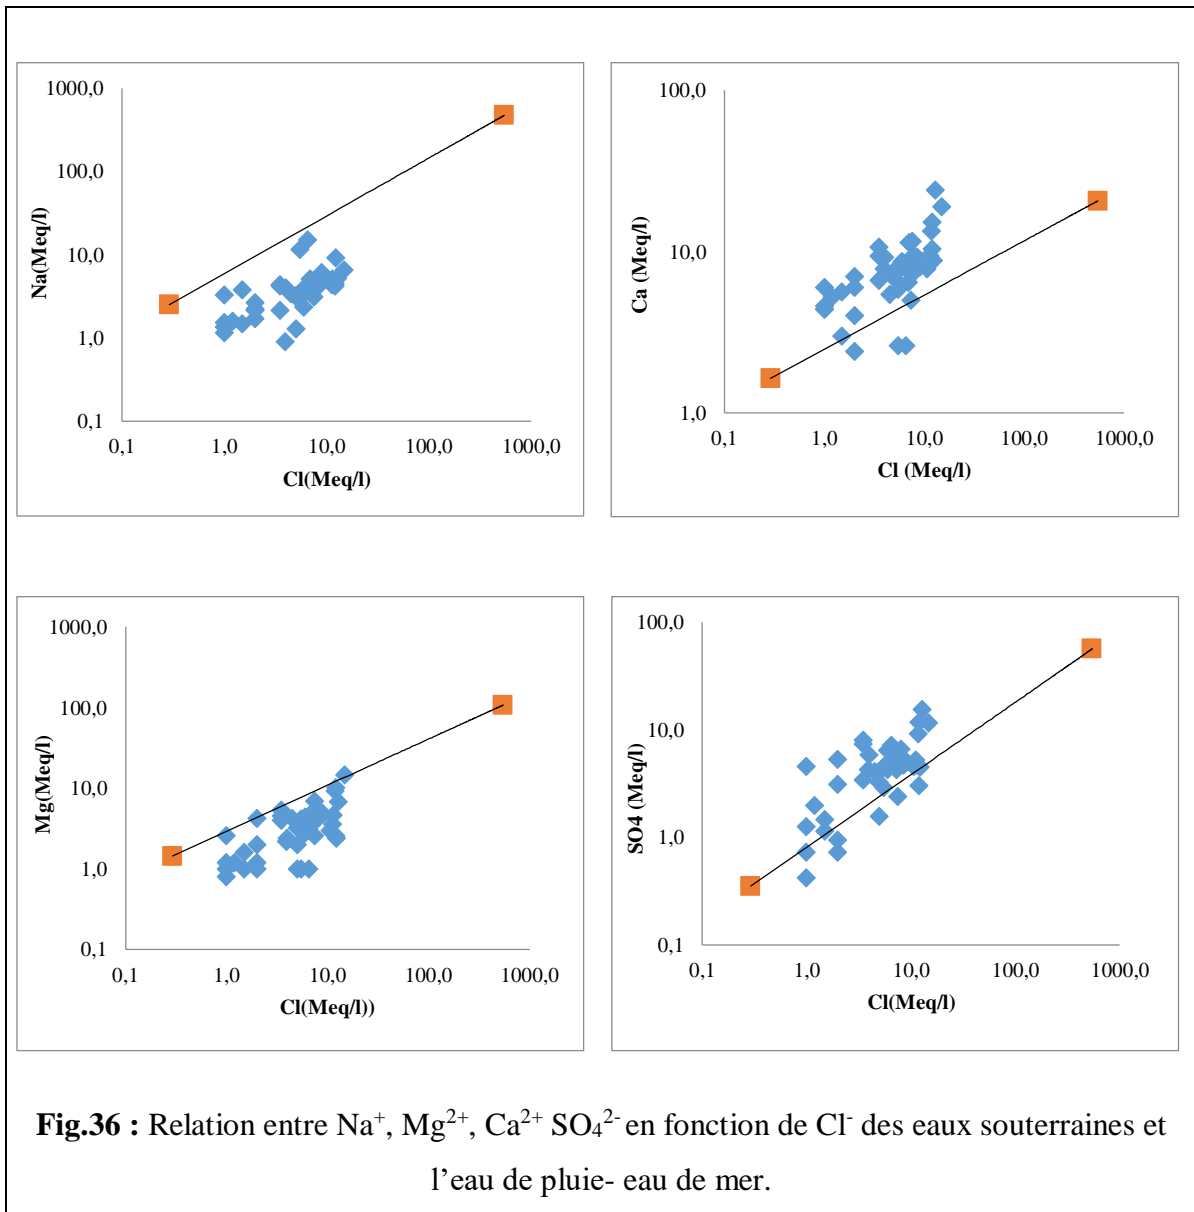 1000,0
100,0
10,0
1,0
0,1
Na(Meq/l)
0,1 1,0 10,0 100,0 1000,0
Cl(Meq/l)
100,0
10,0
1,0
Ca (Meq/l)
0,1 1,0 10,0 100,0 1000,0
Cl (Meq/l)
1000,0
100,0
10,0
1,0
0,1
Mg(Meq/l)
0,1 1,0 10,0 100,0 1000,0
Cl(Meq/l))
100,0
10,0
1,0
0,1
SO4 (Meq/l)
0,1 1,0 10,0 100,0 1000,0
Cl(Meq/l)
Fig.36 : Relation entre Na⁺, Mg²⁺, Ca²⁺ SO₄²⁻ en fonction de Cl⁻ des eaux souterraines et
l’eau de pluie- eau de mer.